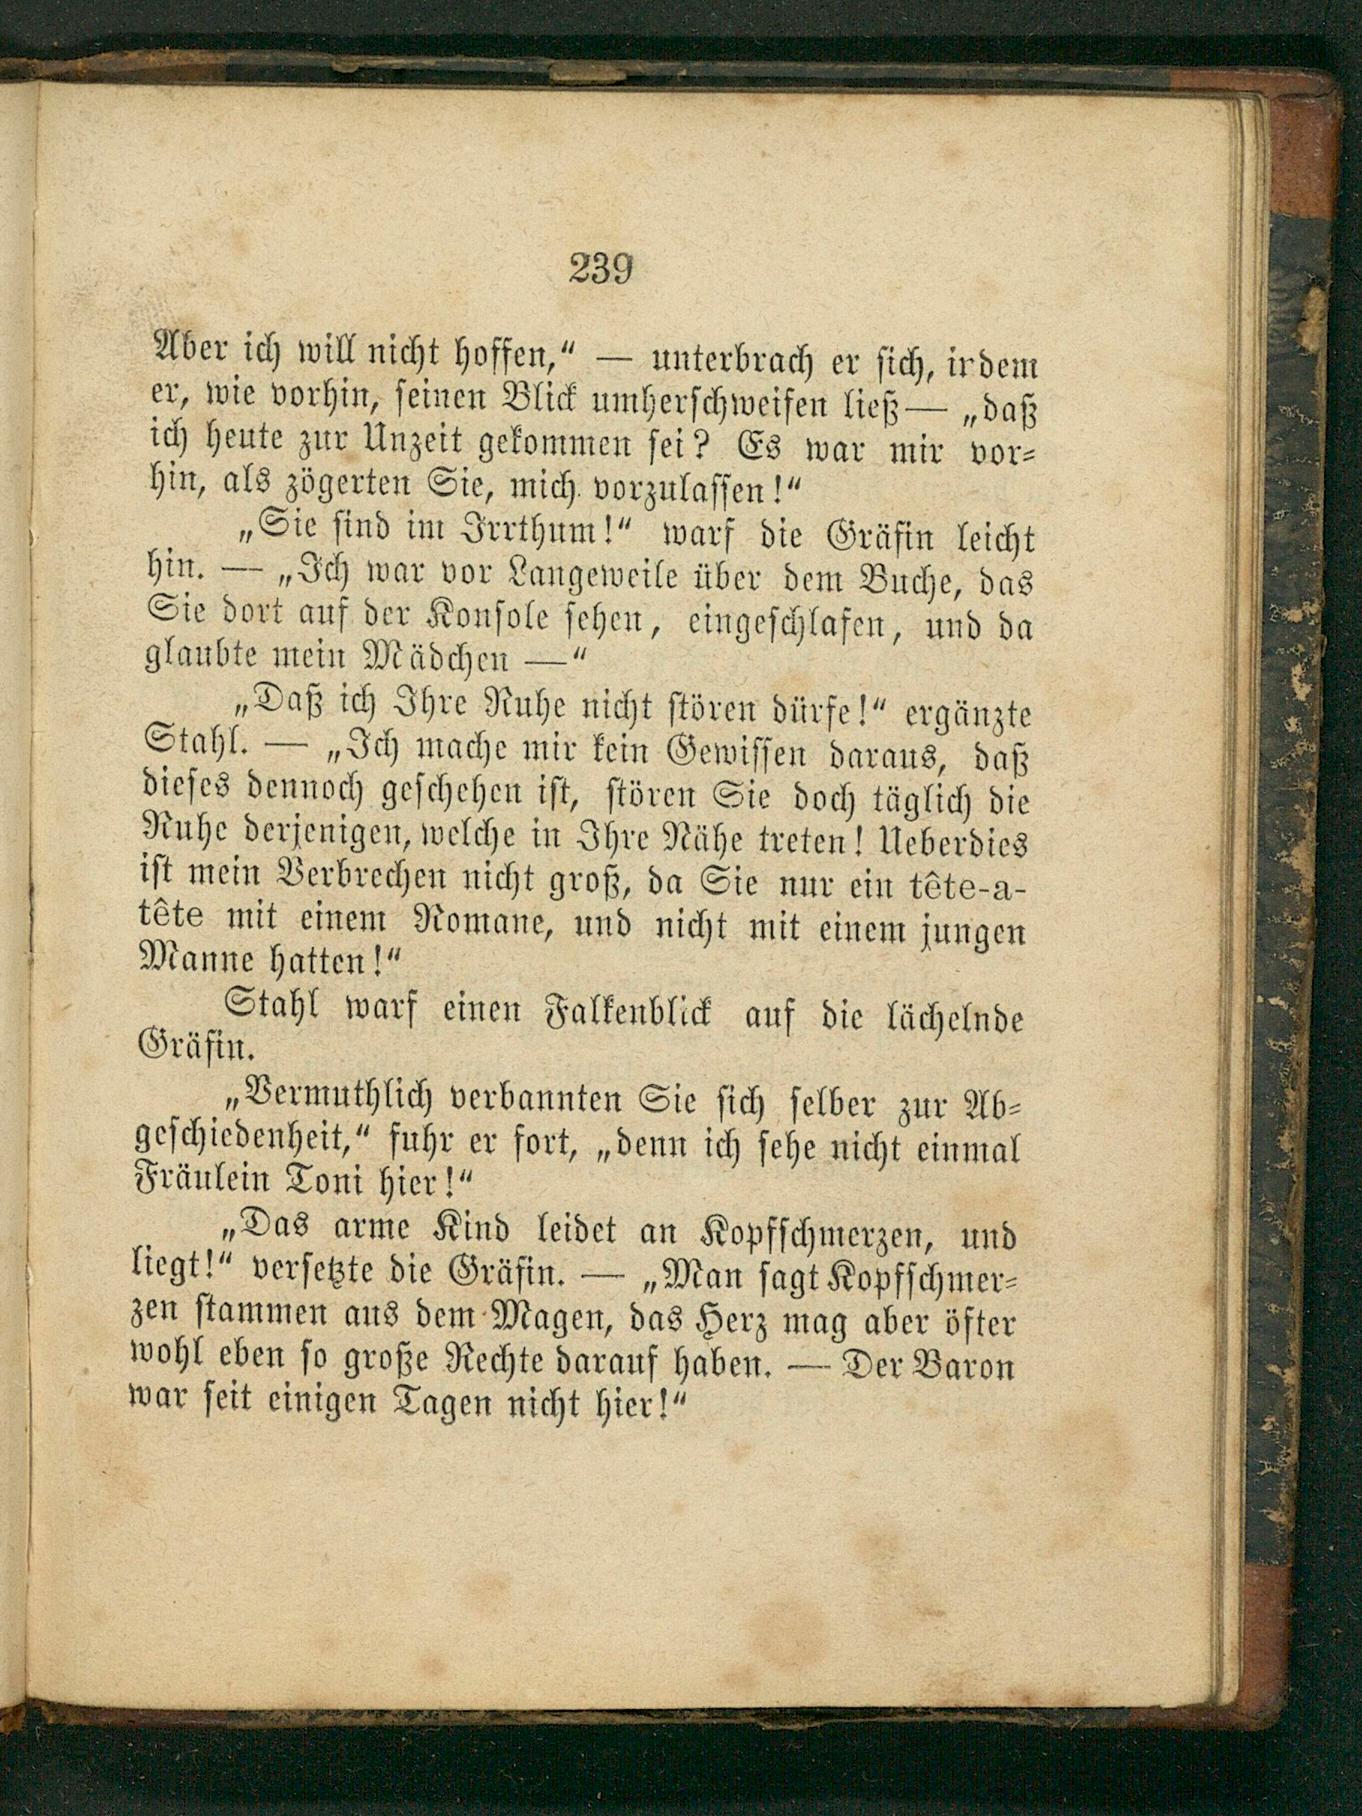 239
Aber ich will nicht hoffen,“ — unterbrach er sich, indem
er, wie vorhin, seinen Blick umherschweifen ließ — „daß
ich heute zur Unzeit gekommen sei? Es war mir vor-
hin, als zögerten Sie, mich vorzulassen!“
„Sie sind im Irrthum!“ warf die Gräfin leicht
hin. — „Ich war vor Langeweile über dem Buche, das
Sie dort auf der Konsole sehen, eingeschlafen, und da
glaubte mein Mädchen —“
„Daß ich Ihre Ruhe nicht stören dürfe!“ ergänzte
Stahl. — „Ich mache mir kein Gewissen daraus, daß
dieses dennoch geschehen ist, stören Sie doch täglich die
Ruhe derjenigen, welche in Ihre Nähe treten! Ueberdies
ist mein Verbrechen nicht groß, da Sie nur ein tête-a-
tête mit einem Romane, und nicht mit einem jungen
Manne hatten!“
Stahl warf einen Falkenblick auf die lächelnde
Gräfin.
„Vermuthlich verbannten Sie sich selber zur Ab-
geschiedenheit,“ fuhr er fort, „denn ich sehe nicht einmal
Fräulein Toni hier!“
„Das arme Kind leidet an Kopfschmerzen, und
liegt!“ versetzte die Gräfin. — „Man sagt Kopfschmer-
zen stammen aus dem Magen, das Herz mag aber öfter
wohl eben so große Rechte darauf haben. — Der Baron
war seit einigen Tagen nicht hier!“